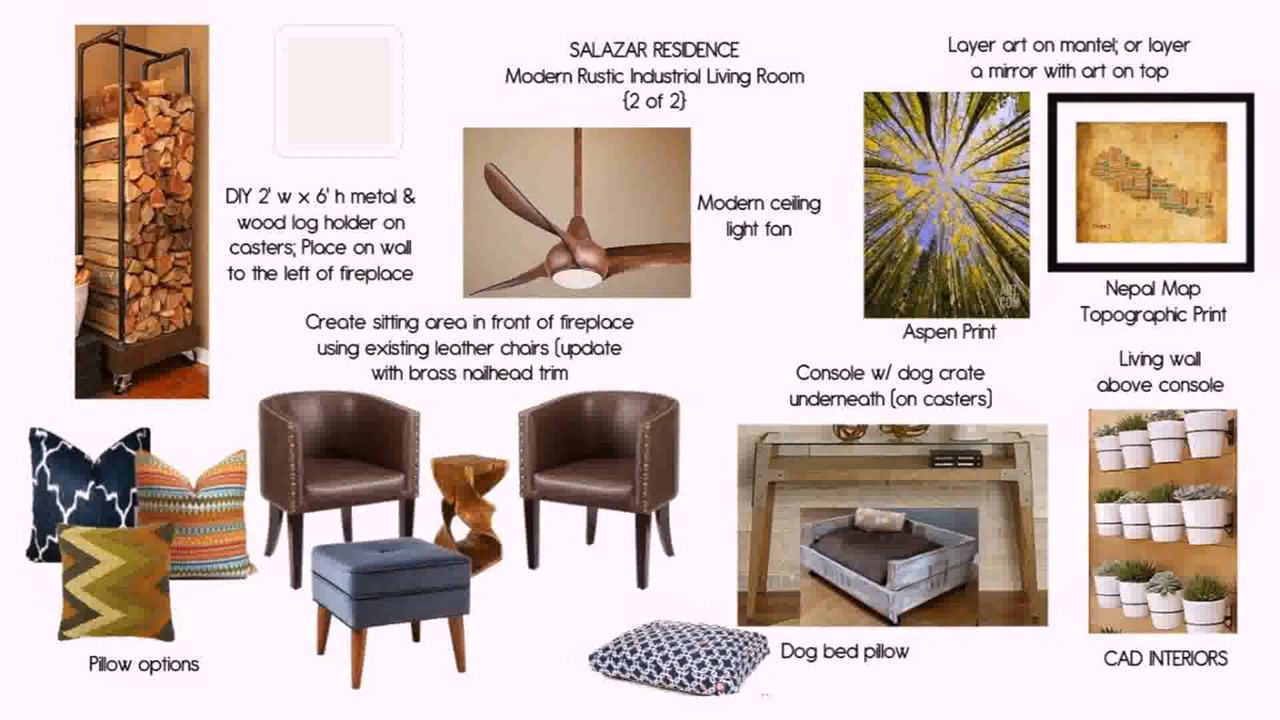 SALAZAR RESIDENCE
Modern Rustic Industrial Living Room
{2 of 2}
Layer art on mantel; or layer
a mirror with art on top
DIY 2' w x 6' h metal &
wood log holder on
casters; Place on wall
to the left of fireplace
Modern ceiling
light fan
ART.
COM
Aspen Print
Nepal Map
Topographic Print
Create sitting area in front of fireplace
using existing leather chairs (update
with brass nailhead trim
Console w/ dog crate
underneath (on casters)
Living wall
above console
Pillow options
Dog bed pillow
CAD INTERIORS